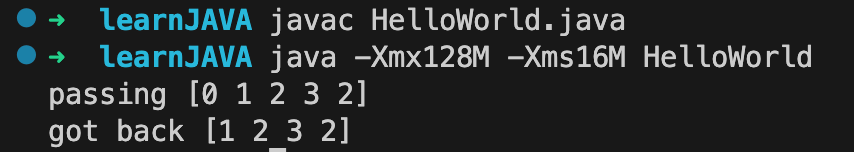 ➜ learnJAVA javac HelloWorld.java
➜ learnJAVA java -Xmx128M -Xms16M HelloWorld
passing [0 1 2 3 2]
got back [1 2 3 2]